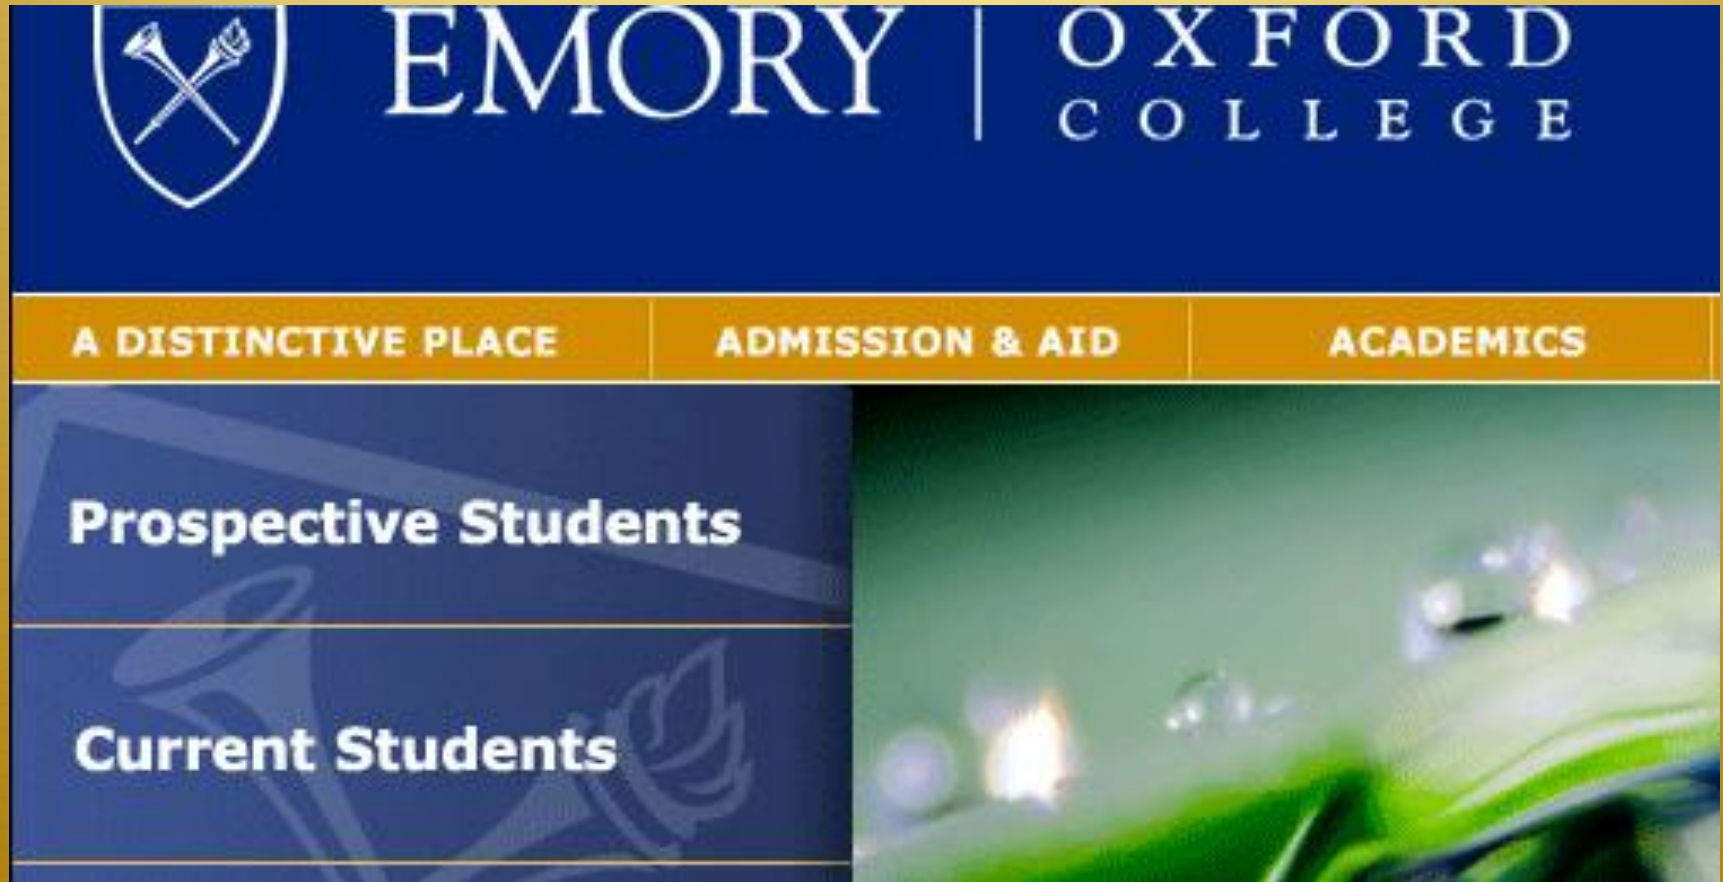 EMORY
OXFORD
COLLEGE
A DISTINCTIVE PLACE
ADMISSION & AID
ACADEMICS
Prospective Students
Current Students